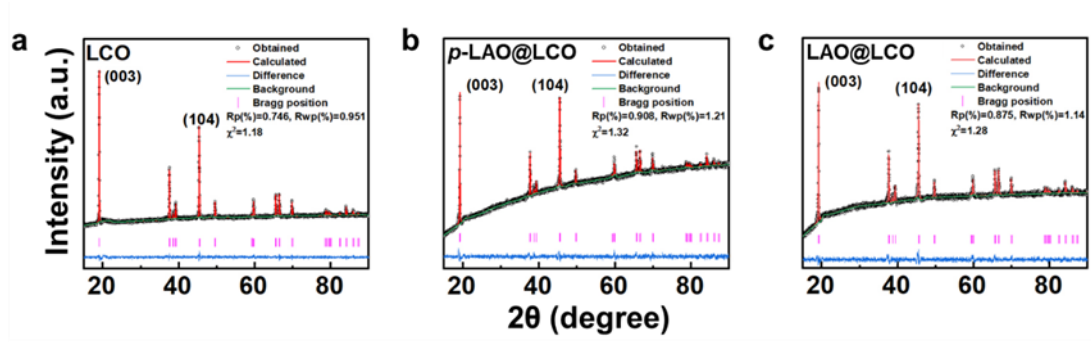 a
LCO
Obtained
Calculated
Difference
Background
Bragg position
Rp(%)=0.746, Rwp(%)=0.951
χ²=1.18
(003)
(104)
b
p-LAO@LCO
Obtained
Calculated
Difference
Background
Bragg position
Rp(%)=0.908, Rwp(%)=1.21
χ²=1.32
(003)
(104)
c
LAO@LCO
Obtained
Calculated
Difference
Background
Bragg position
Rp(%)=0.875, Rwp(%)=1.14
χ²=1.28
(003)
(104)
Intensity (a.u.)
20 40 60 80
20 40 60 80
20 40 60 80
2θ (degree)